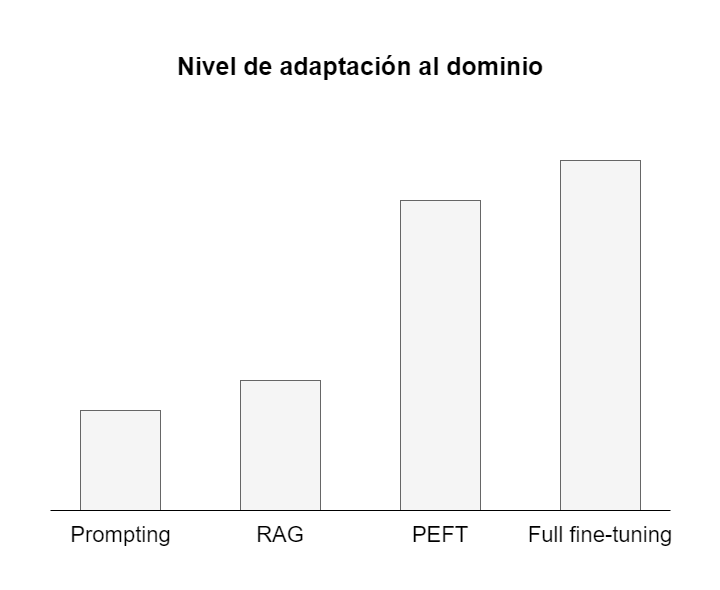 Nivel de adaptación al dominio
Prompting RAG PEFT Full fine-tuning